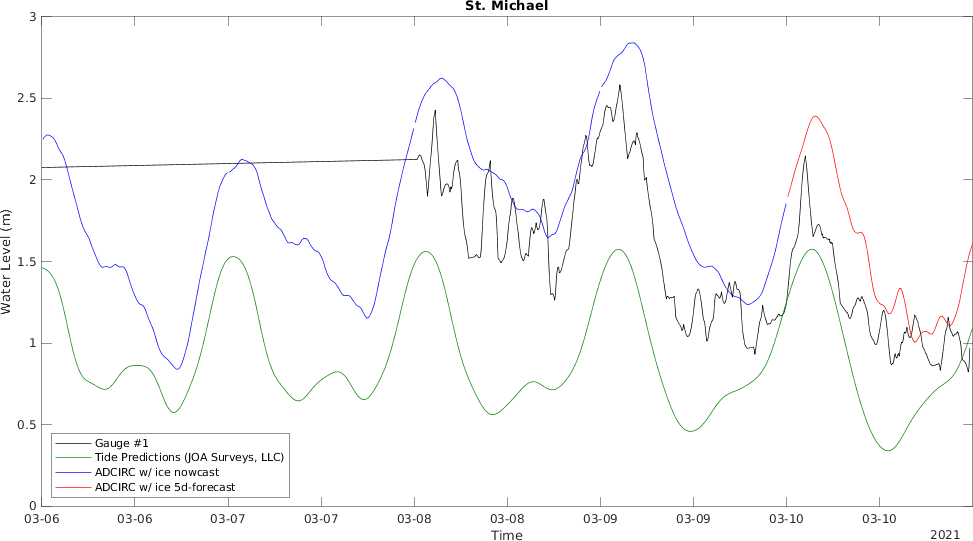 St. Michael
3
2.5
2
1.5
1
0.5
0
Water Level (m)
Gauge #1
Tide Predictions (JOA Surveys, LLC)
ADCIRC w/ ice nowcast
ADCIRC w/ ice 5d-forecast
03-06 03-06 03-07 03-07 03-08 03-08 03-09 03-09 03-10 03-10
Time
2021